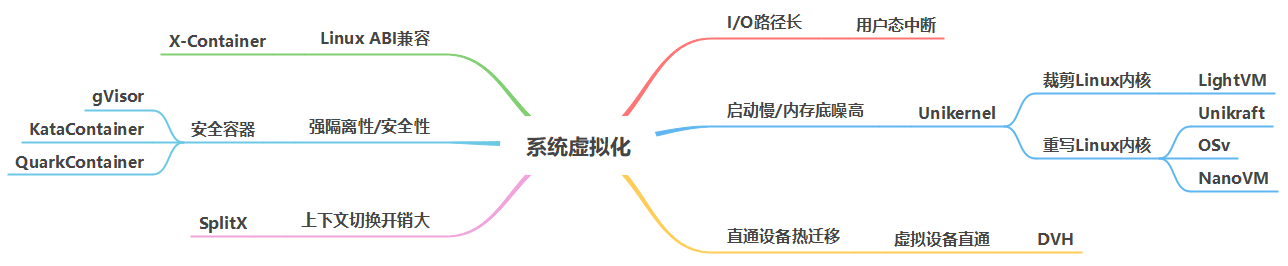 系统虚拟化
I/O路径长
用户态中断
启动慢/内存底噪高
Unikernel
裁剪Linux内核
LightVM
重写Linux内核
Unikraft
OSv
NanoVM
直通设备热迁移
虚拟设备直通
DVH
Linux ABI兼容
X-Container
强隔离性/安全性
安全容器
gVisor
KataContainer
QuarkContainer
上下文切换开销大
SplitX